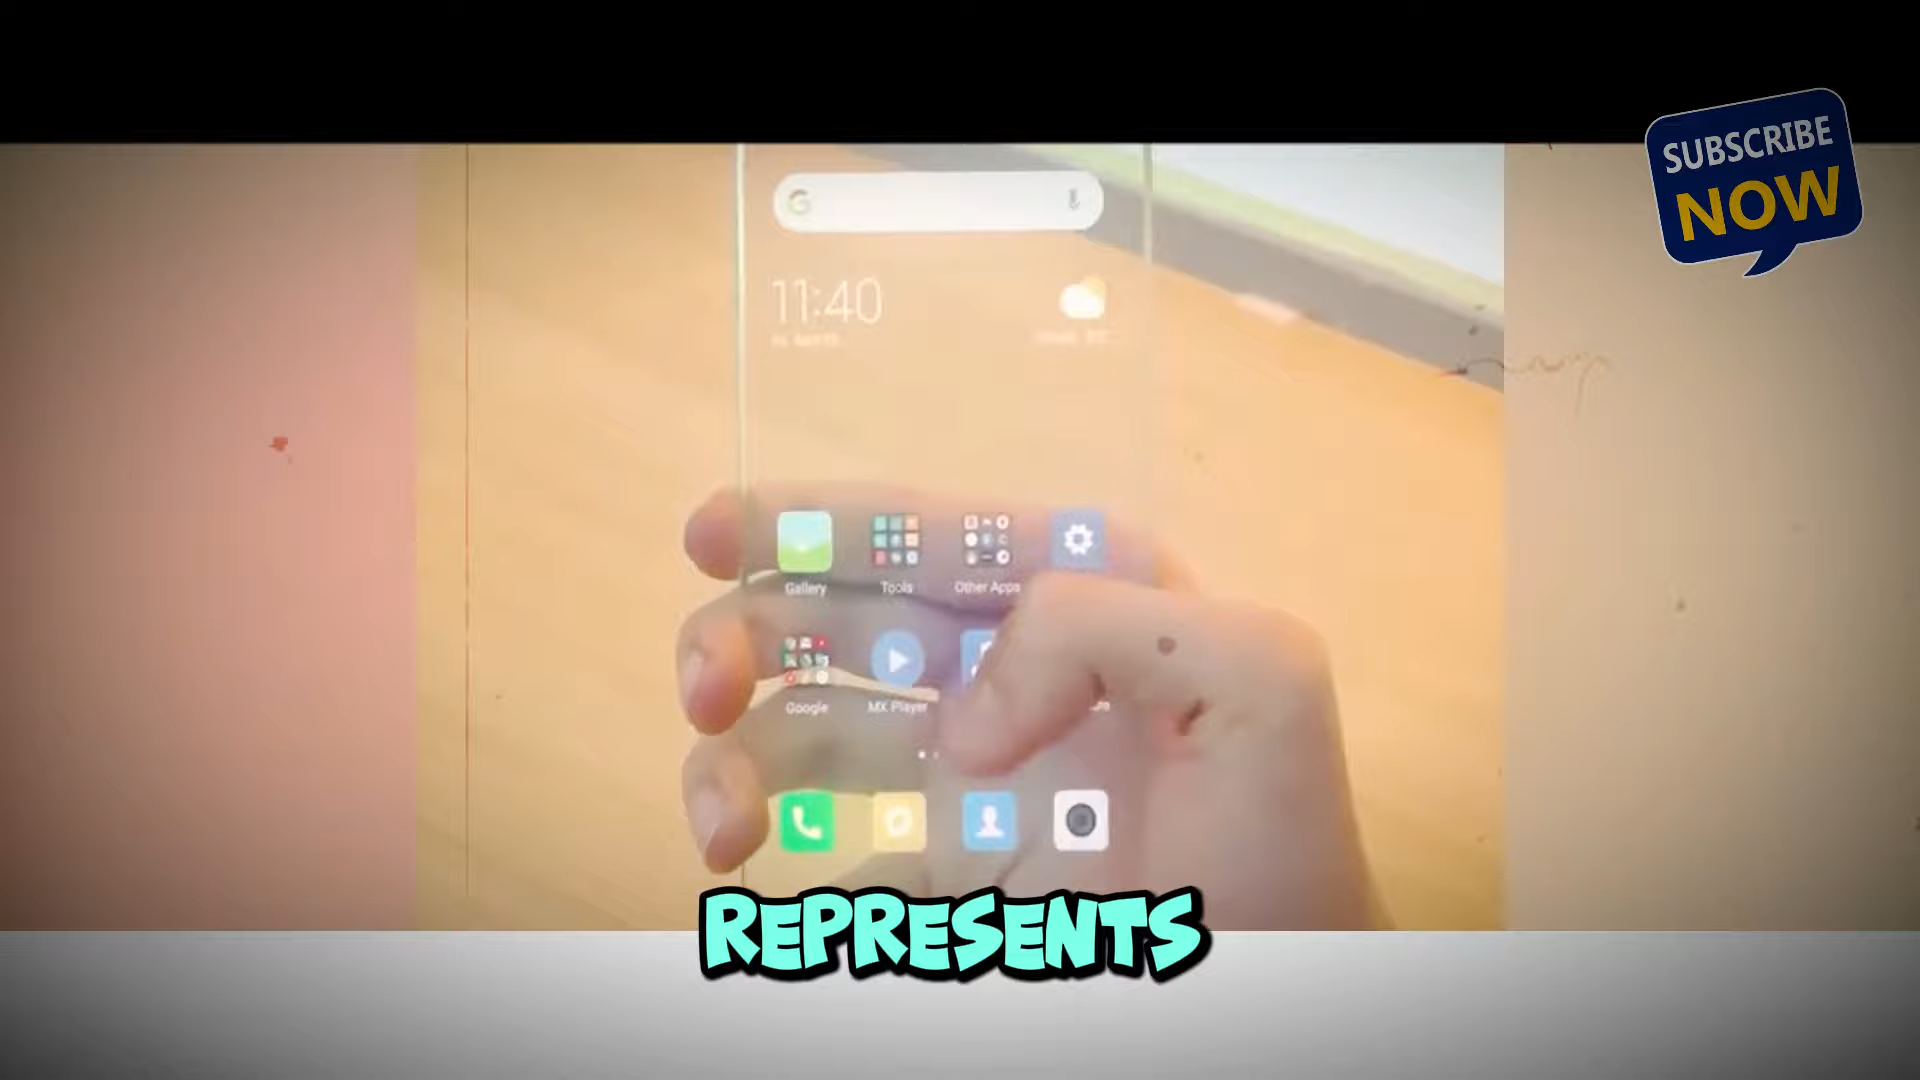 SUBSCRIBE
NOW
11:40
Gallery
Tools
Other Apps
Google
MX Player
REPRESENTS